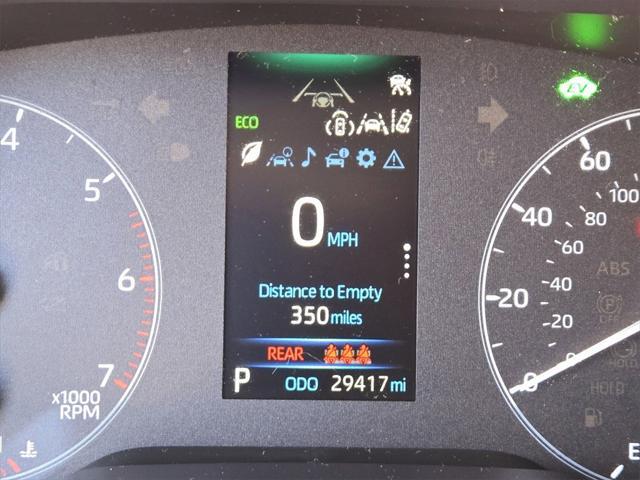 EV
4
5
6
7
x1000
RPM
ECO
0 MPH
Distance to Empty
350 miles
REAR
P ODO 29417 mi
60
40
20
0
100
80
60
40
20
0
ABS
HOLD
E